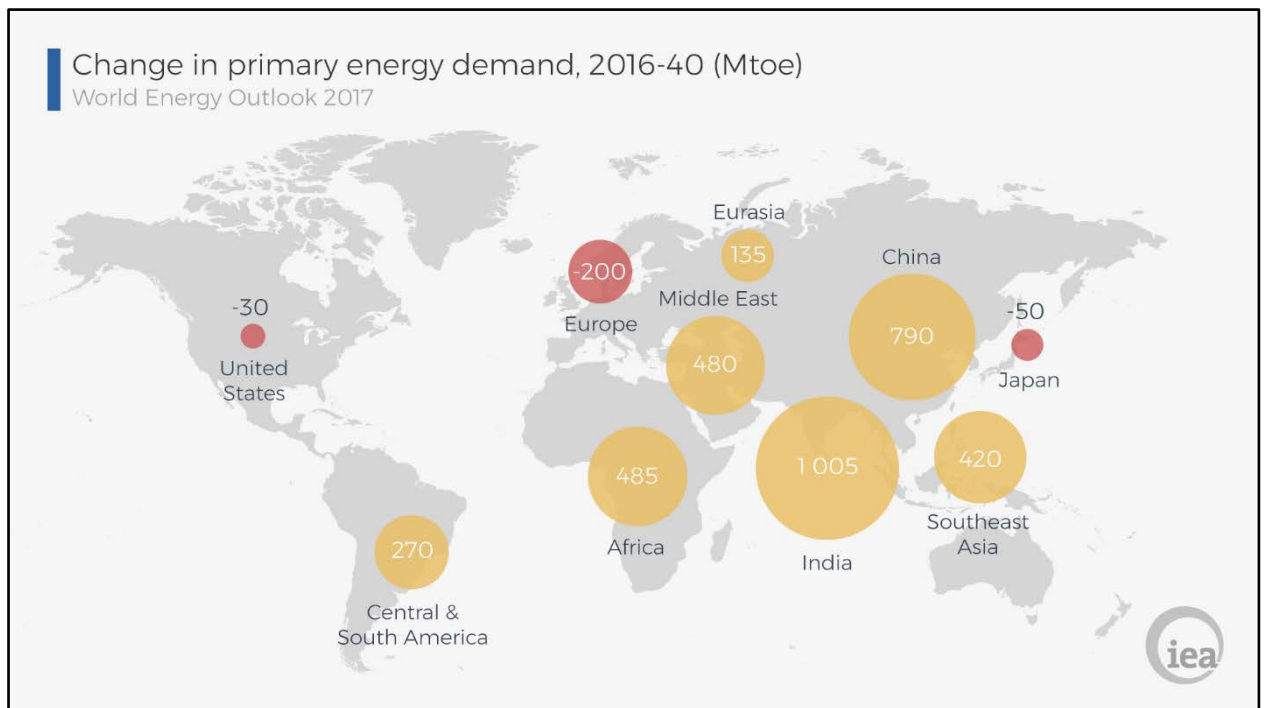 Change in primary energy demand, 2016-40 (Mtoe)
World Energy Outlook 2017
Eurasia
135
China
790
-200
Europe
Middle East
480
-30
United
States
-50
Japan
485
Africa
1 005
India
420
Southeast
Asia
270
Central &
South America
iea